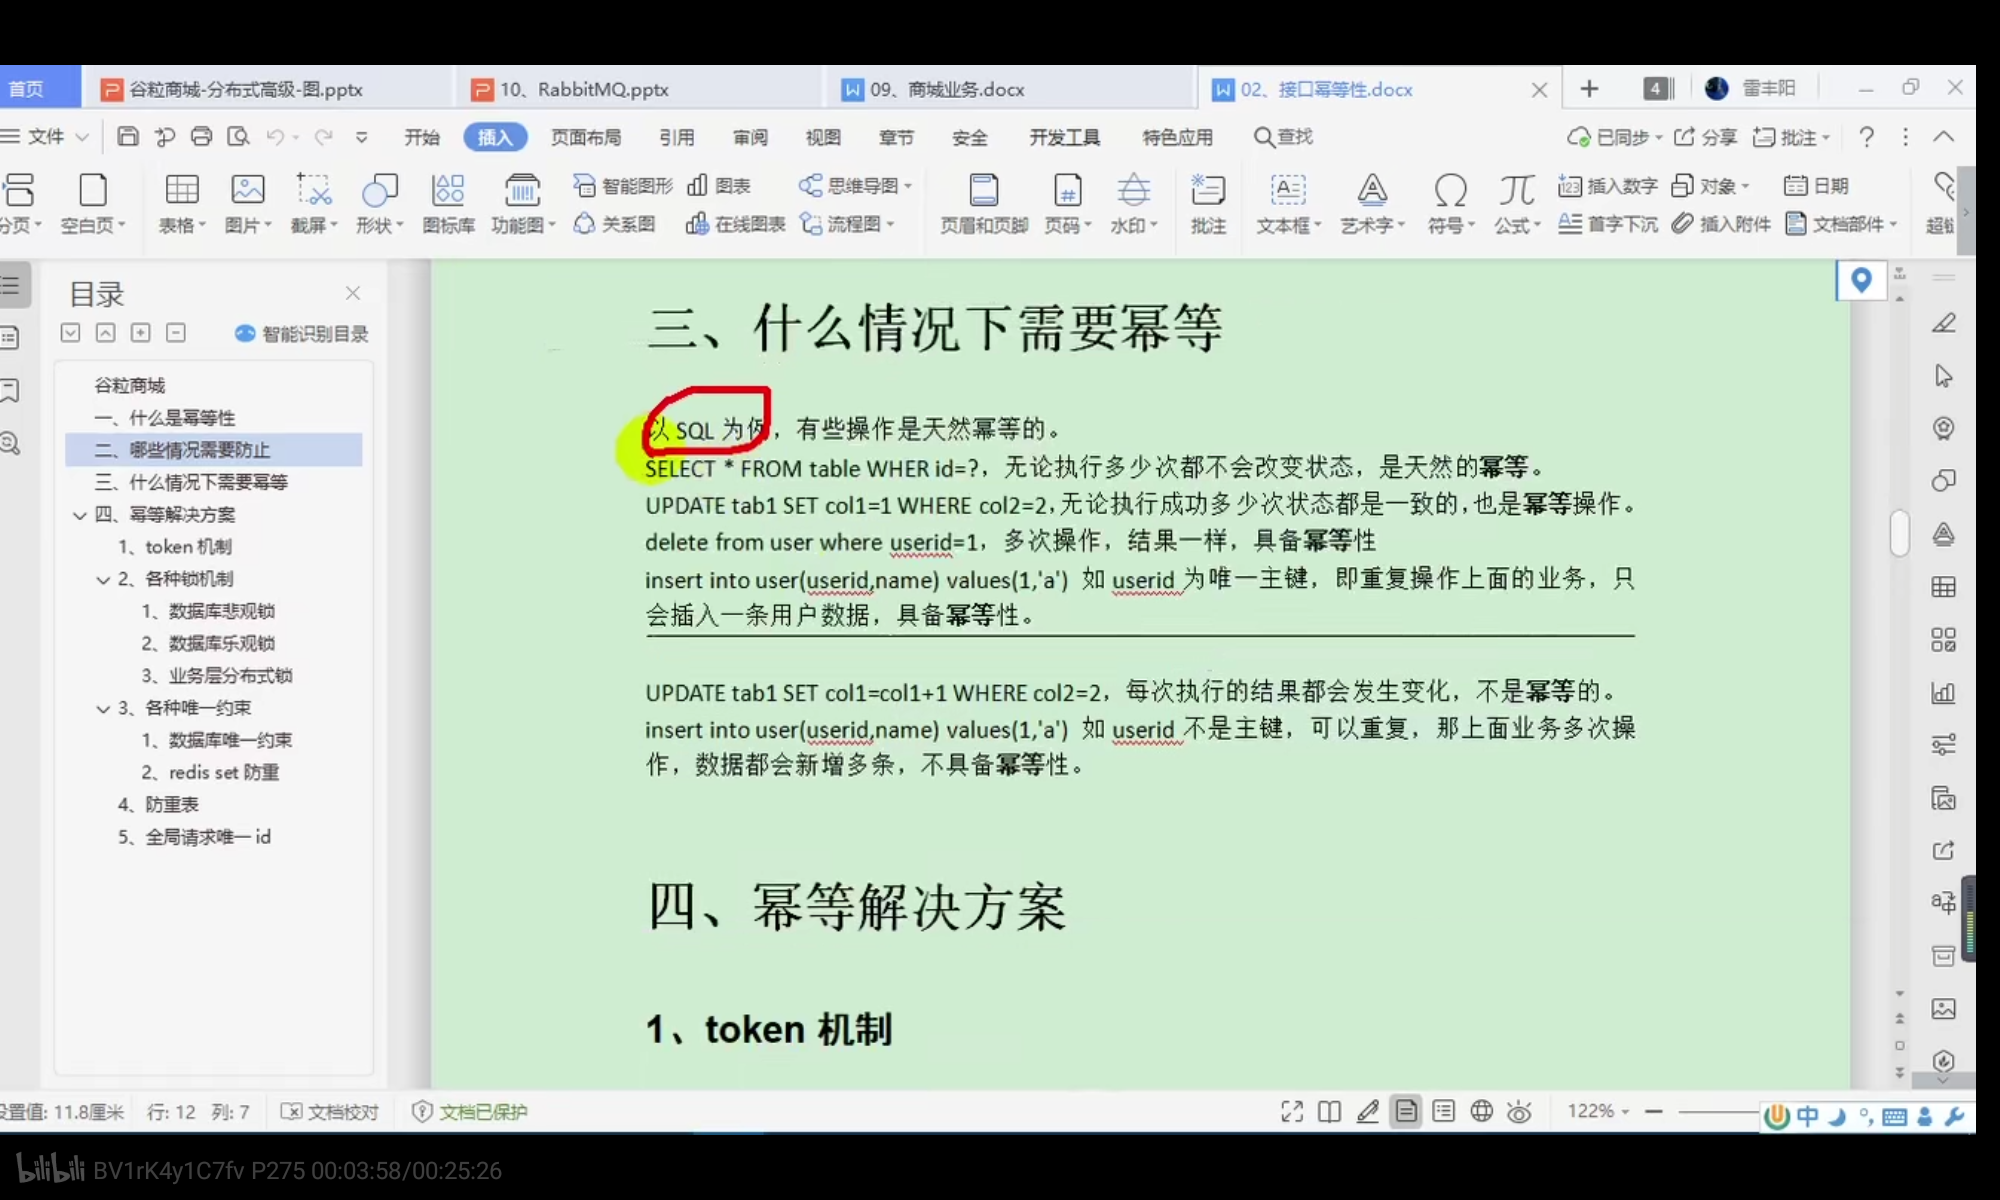 首页
谷粒商城-分布式高级-图.pptx
10、RabbitMQ.pptx
09、商城业务.docx
02、接口幂等性.docx
4
雷丰阳
文件
开始
插入
页面布局
引用
审阅
视图
章节
安全
开发工具
特色应用
查找
已同步
分享
批注
分页
空白页
表格
图片
截屏
形状
图标库
功能图
智能图形
图表
关系图
在线图表
思维导图
流程图
页眉和页脚
页码
水印
批注
文本框
艺术字
符号
公式
插入数字
对象
日期
首字下沉
插入附件
文档部件
目录
智能识别目录
谷粒商城
一、什么是幂等性
二、哪些情况需要防止
三、什么情况下需要幂等
四、幂等解决方案
1、token 机制
2、各种锁机制
1、数据库悲观锁
2、数据库乐观锁
3、业务层分布式锁
3、各种唯一约束
1、数据库唯一约束
2、redis set 防重
4、防重表
5、全局请求唯一 id
三、什么情况下需要幂等
以 SQL 为例，有些操作是天然幂等的。
SELECT * FROM table WHER id=?，无论执行多少次都不会改变状态，是天然的幂等。
UPDATE tab1 SET col1=1 WHERE col2=2,无论执行成功多少次状态都是一致的,也是幂等操作。
delete from user where userid=1，多次操作，结果一样，具备幂等性
insert into user(userid,name) values(1,'a') 如 userid 为唯一主键，即重复操作上面的业务，只
会插入一条用户数据，具备幂等性。
UPDATE tab1 SET col1=col1+1 WHERE col2=2，每次执行的结果都会发生变化，不是幂等的。
insert into user(userid,name) values(1,'a') 如 userid 不是主键，可以重复，那上面业务多次操
作，数据都会新增多条，不具备幂等性。
四、幂等解决方案
1、token 机制
设置值: 11.8厘米
行: 12
列: 7
文档校对
文档已保护
122%
中
bilibili BV1rK4y1C7fv P275 00:03:58/00:25:26